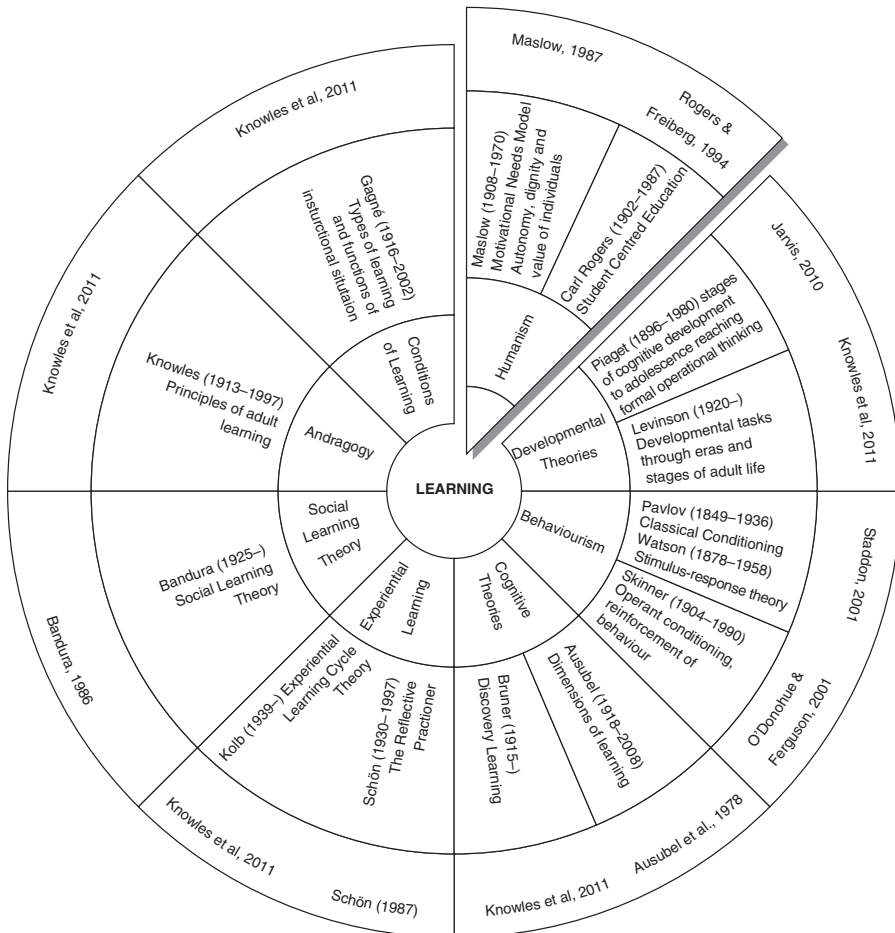 Maslow, 1987
Rogers &
Freiberg, 1994
Maslow (1908–1970)
Motivational Needs Model
Autonomy, dignity and
value of individuals
Carl Rogers (1902–1987)
Student Centred Education
Humanism
Jarvis, 2010
Knowles et al, 2011
Piaget (1896–1980) stages
of cognitive development
to adolescence reaching
formal operational thinking
Levinson (1920–)
Developmental tasks
through eras and
stages of adult life
Developmental
Theories
Staddon, 2001
O'Donohue &
Ferguson, 2001
Pavlov (1849–1936)
Classical Conditioning
Watson (1878–1958)
Stimulus-response theory
Skinner (1904–1990)
Operant conditioning,
reinforcement of
behaviour
Behaviourism
Ausubel et al., 1978
Knowles et al, 2011
Ausubel (1918–2008)
Dimensions of learning
Bruner (1915–)
Discovery Learning
Cognitive
Theories
Schön (1987)
Knowles et al, 2011
Schön (1930–1997)
The Reflective
Practioner
Kolb (1939–) Experiential
Learning Cycle
Theory
Experiential
Learning
Bandura, 1986
Bandura (1925–)
Social Learning
Theory
Social
Learning
Theory
Knowles et al, 2011
Knowles (1913–1997)
Principles of adult
learning
Andragogy
Knowles et al, 2011
Gagné (1916–2002)
Types of learning
and functions of
insturctional situtaion
Conditions
of Learning
LEARNING